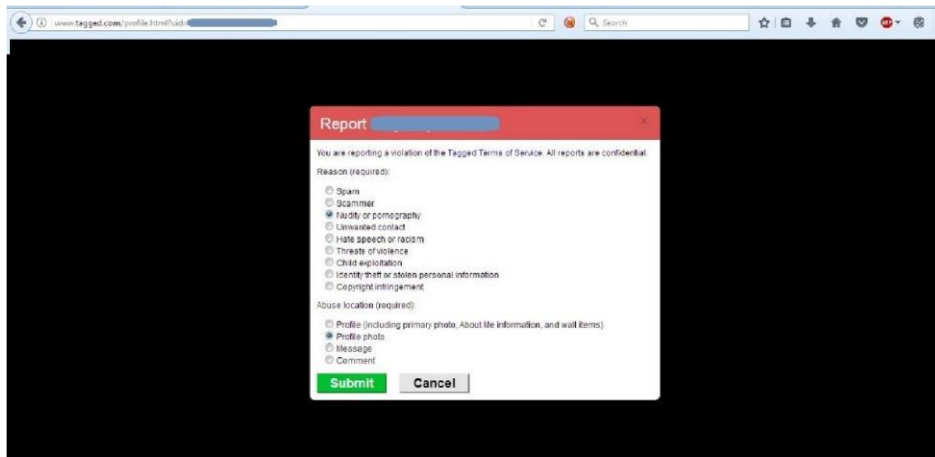 www.tagged.com/profile.html?uid=
Search
Report
You are reporting a violation of the Tagged Terms of Service. All reports are confidential.
Reason (required):
Spam
Scammer
Nudity or pornography
Unwanted contact
Hate speech or racism
Threats of violence
Child exploitation
Identity theft or stolen personal information
Copyright infringement
Abuse location (required):
Profile (including primary photo, About Me information, and wall items)
Profile photo
Message
Comment
Submit Cancel